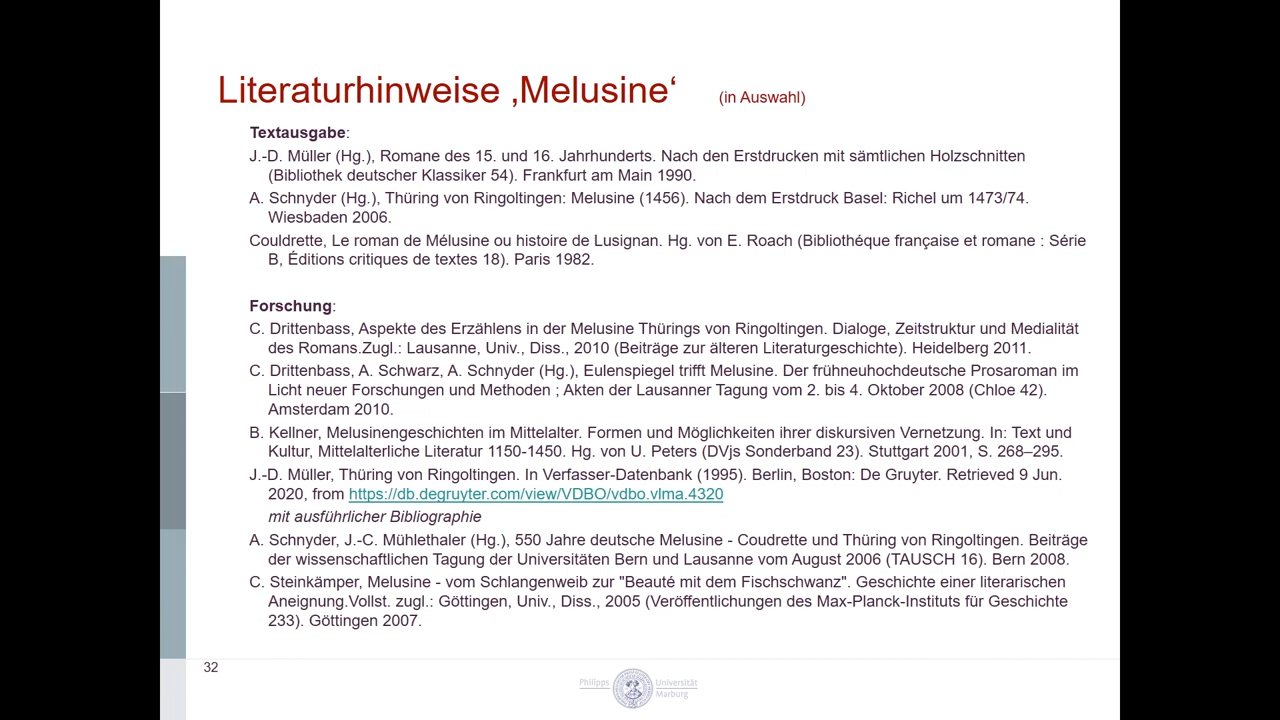 Literaturhinweise ‚Melusine‘ (in Auswahl)
Textausgabe:
J.-D. Müller (Hg.), Romane des 15. und 16. Jahrhunderts. Nach den Erstdrucken mit sämtlichen Holzschnitten
(Bibliothek deutscher Klassiker 54). Frankfurt am Main 1990.
A. Schnyder (Hg.), Thüring von Ringoltingen: Melusine (1456). Nach dem Erstdruck Basel: Richel um 1473/74.
Wiesbaden 2006.
Couldrette, Le roman de Mélusine ou histoire de Lusignan. Hg. von E. Roach (Bibliothéque française et romane : Série
B, Éditions critiques de textes 18). Paris 1982.
Forschung:
C. Drittenbass, Aspekte des Erzählens in der Melusine Thürings von Ringoltingen. Dialoge, Zeitstruktur und Medialität
des Romans.Zugl.: Lausanne, Univ., Diss., 2010 (Beiträge zur älteren Literaturgeschichte). Heidelberg 2011.
C. Drittenbass, A. Schwarz, A. Schnyder (Hg.), Eulenspiegel trifft Melusine. Der frühneuhochdeutsche Prosaroman im
Licht neuer Forschungen und Methoden ; Akten der Lausanner Tagung vom 2. bis 4. Oktober 2008 (Chloe 42).
Amsterdam 2010.
B. Kellner, Melusinengeschichten im Mittelalter. Formen und Möglichkeiten ihrer diskursiven Vernetzung. In: Text und
Kultur, Mittelalterliche Literatur 1150-1450. Hg. von U. Peters (DVjs Sonderband 23). Stuttgart 2001, S. 268–295.
J.-D. Müller, Thüring von Ringoltingen. In Verfasser-Datenbank (1995). Berlin, Boston: De Gruyter. Retrieved 9 Jun.
2020, from https://db.degruyter.com/view/VDBO/vdbo.vlma.4320
mit ausführlicher Bibliographie
A. Schnyder, J.-C. Mühlethaler (Hg.), 550 Jahre deutsche Melusine - Coudrette und Thüring von Ringoltingen. Beiträge
der wissenschaftlichen Tagung der Universitäten Bern und Lausanne vom August 2006 (TAUSCH 16). Bern 2008.
C. Steinkämper, Melusine - vom Schlangenweib zur "Beauté mit dem Fischschwanz". Geschichte einer literarischen
Aneignung.Vollst. zugl.: Göttingen, Univ., Diss., 2005 (Veröffentlichungen des Max-Planck-Instituts für Geschichte
233). Göttingen 2007.
32
Philipps Universität
Marburg